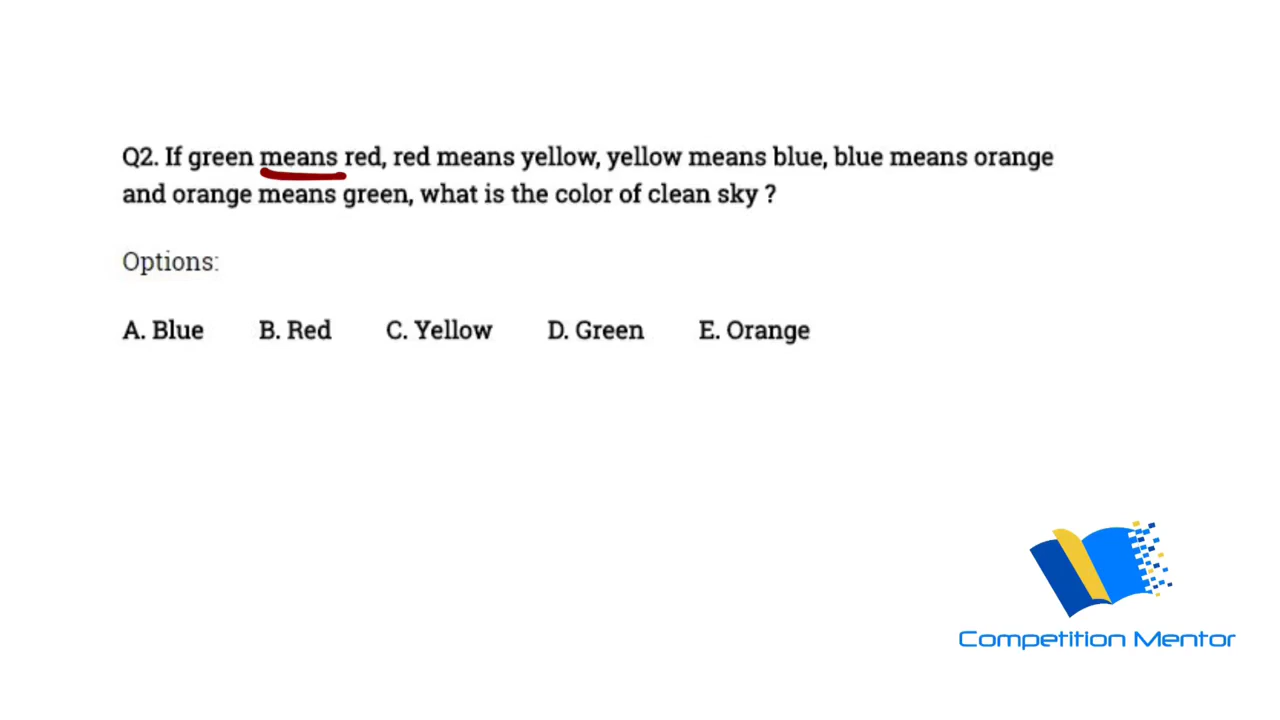 Q2. If green means red, red means yellow, yellow means blue, blue means orange
and orange means green, what is the color of clean sky ?
Options:
A. Blue B. Red C. Yellow D. Green E. Orange
Competition Mentor